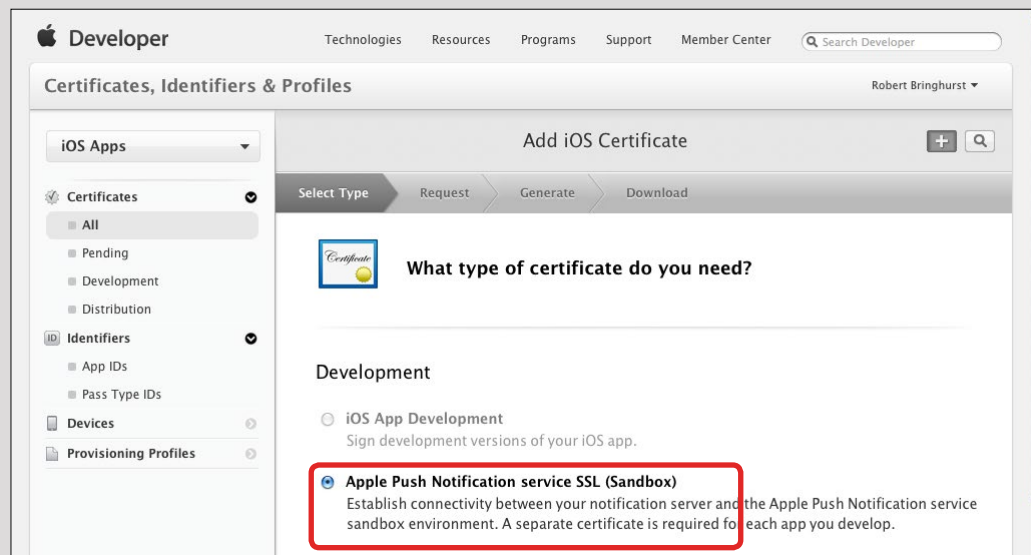 Developer
Technologies Resources Programs Support Member Center Search Developer
Certificates, Identifiers & Profiles
Robert Bringhurst
iOS Apps
Certificates
All
Pending
Development
Distribution
ID Identifiers
App IDs
Pass Type IDs
Devices
Provisioning Profiles
Add iOS Certificate
Select Type Request Generate Download
Certificate
What type of certificate do you need?
Development
iOS App Development
Sign development versions of your iOS app.
Apple Push Notification service SSL (Sandbox)
Establish connectivity between your notification server and the Apple Push Notification service
sandbox environment. A separate certificate is required for each app you develop.